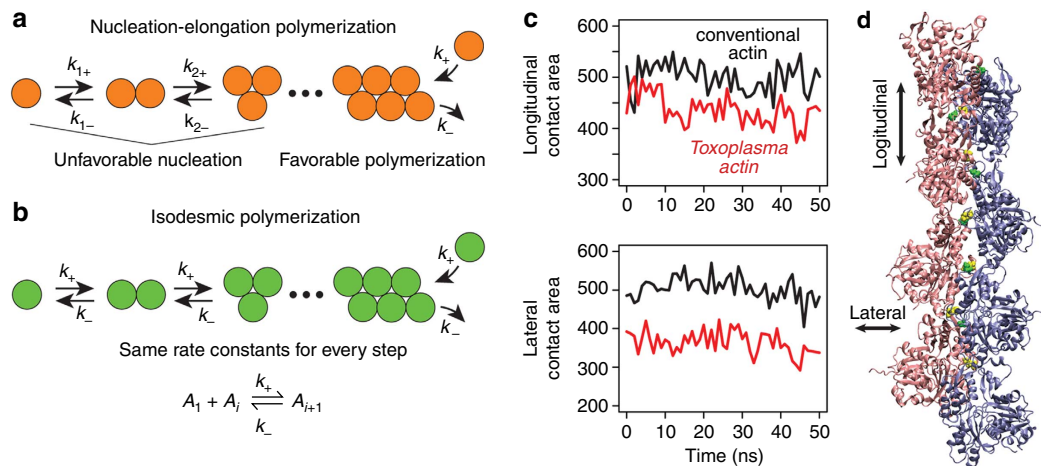 a
Nucleation-elongation polymerization
k1+
k1–
k2+
k2–
k+
k–
Unfavorable nucleation
Favorable polymerization
b
Isodesmic polymerization
k+
k–
k+
k–
k+
k–
Same rate constants for every step
A1 + Ai
k+
k–
Ai+1
c
Longitudinal
contact area
600
500
400
300
conventional
actin
Toxoplasma
actin
0
10
20
30
40
50
Lateral
contact area
600
500
400
300
200
0
10
20
30
40
50
Time (ns)
d
Logitudinal
Lateral